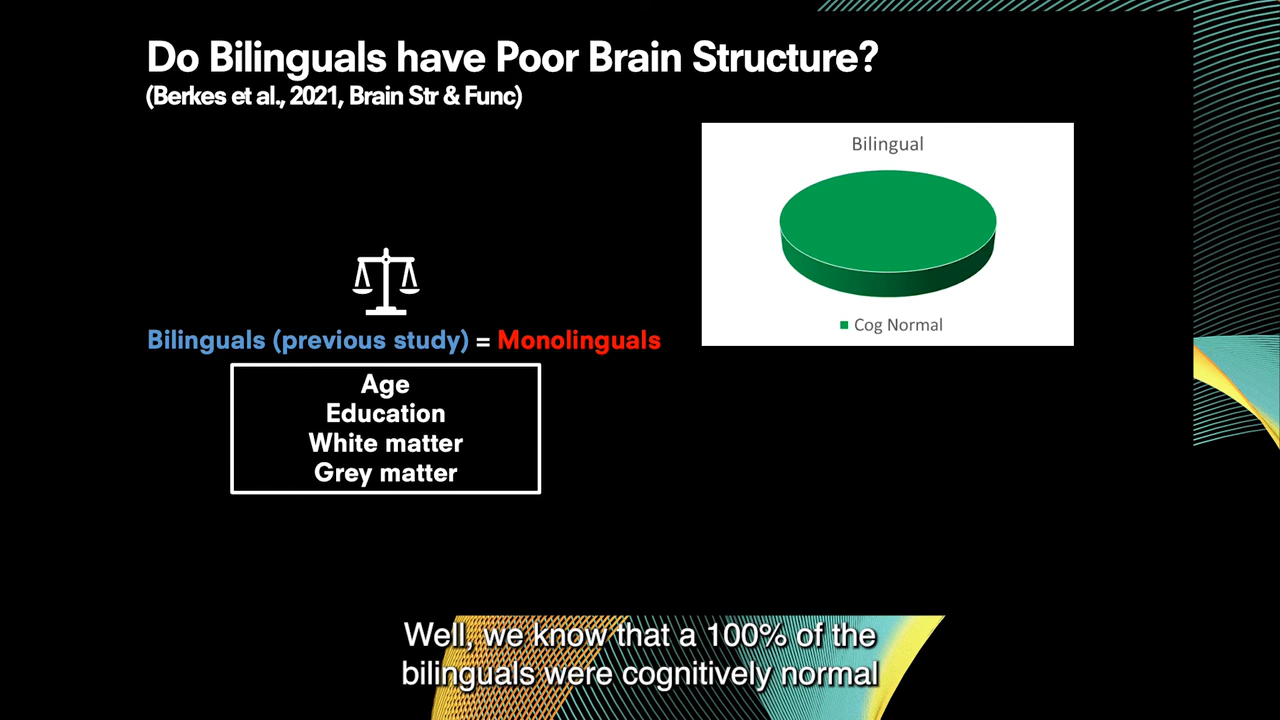 Do Bilinguals have Poor Brain Structure?
(Berkes et al., 2021, Brain Str & Func)
Bilingual
Cog Normal
Bilinguals (previous study) = Monolinguals
Age
Education
White matter
Grey matter
Well, we know that a 100% of the
bilinguals were cognitively normal